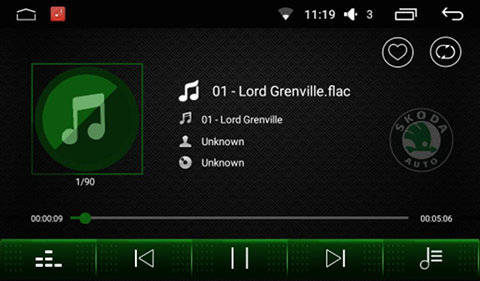 11:19 3
01 - Lord Grenville.flac
01 - Lord Grenville
Unknown
Unknown
ŠKODA
AUTO
1/90
00:00:09 00:05:06